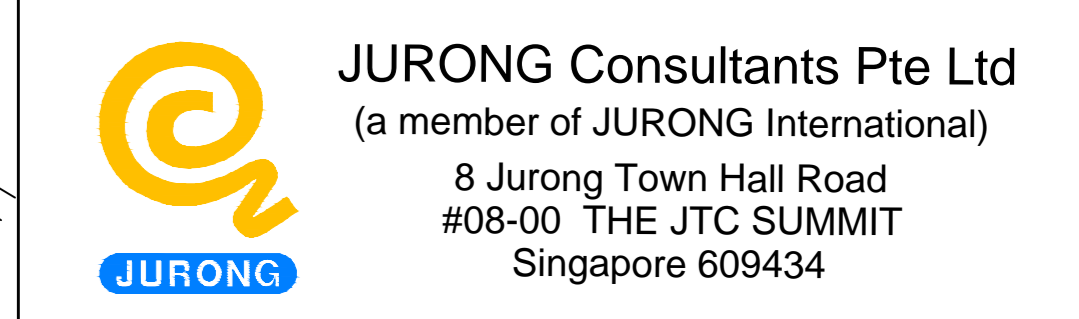 JURONG Consultants Pte Ltd
(a member of JURONG International)
8 Jurong Town Hall Road
#08-00 THE JTC SUMMIT
Singapore 609434
JURONG